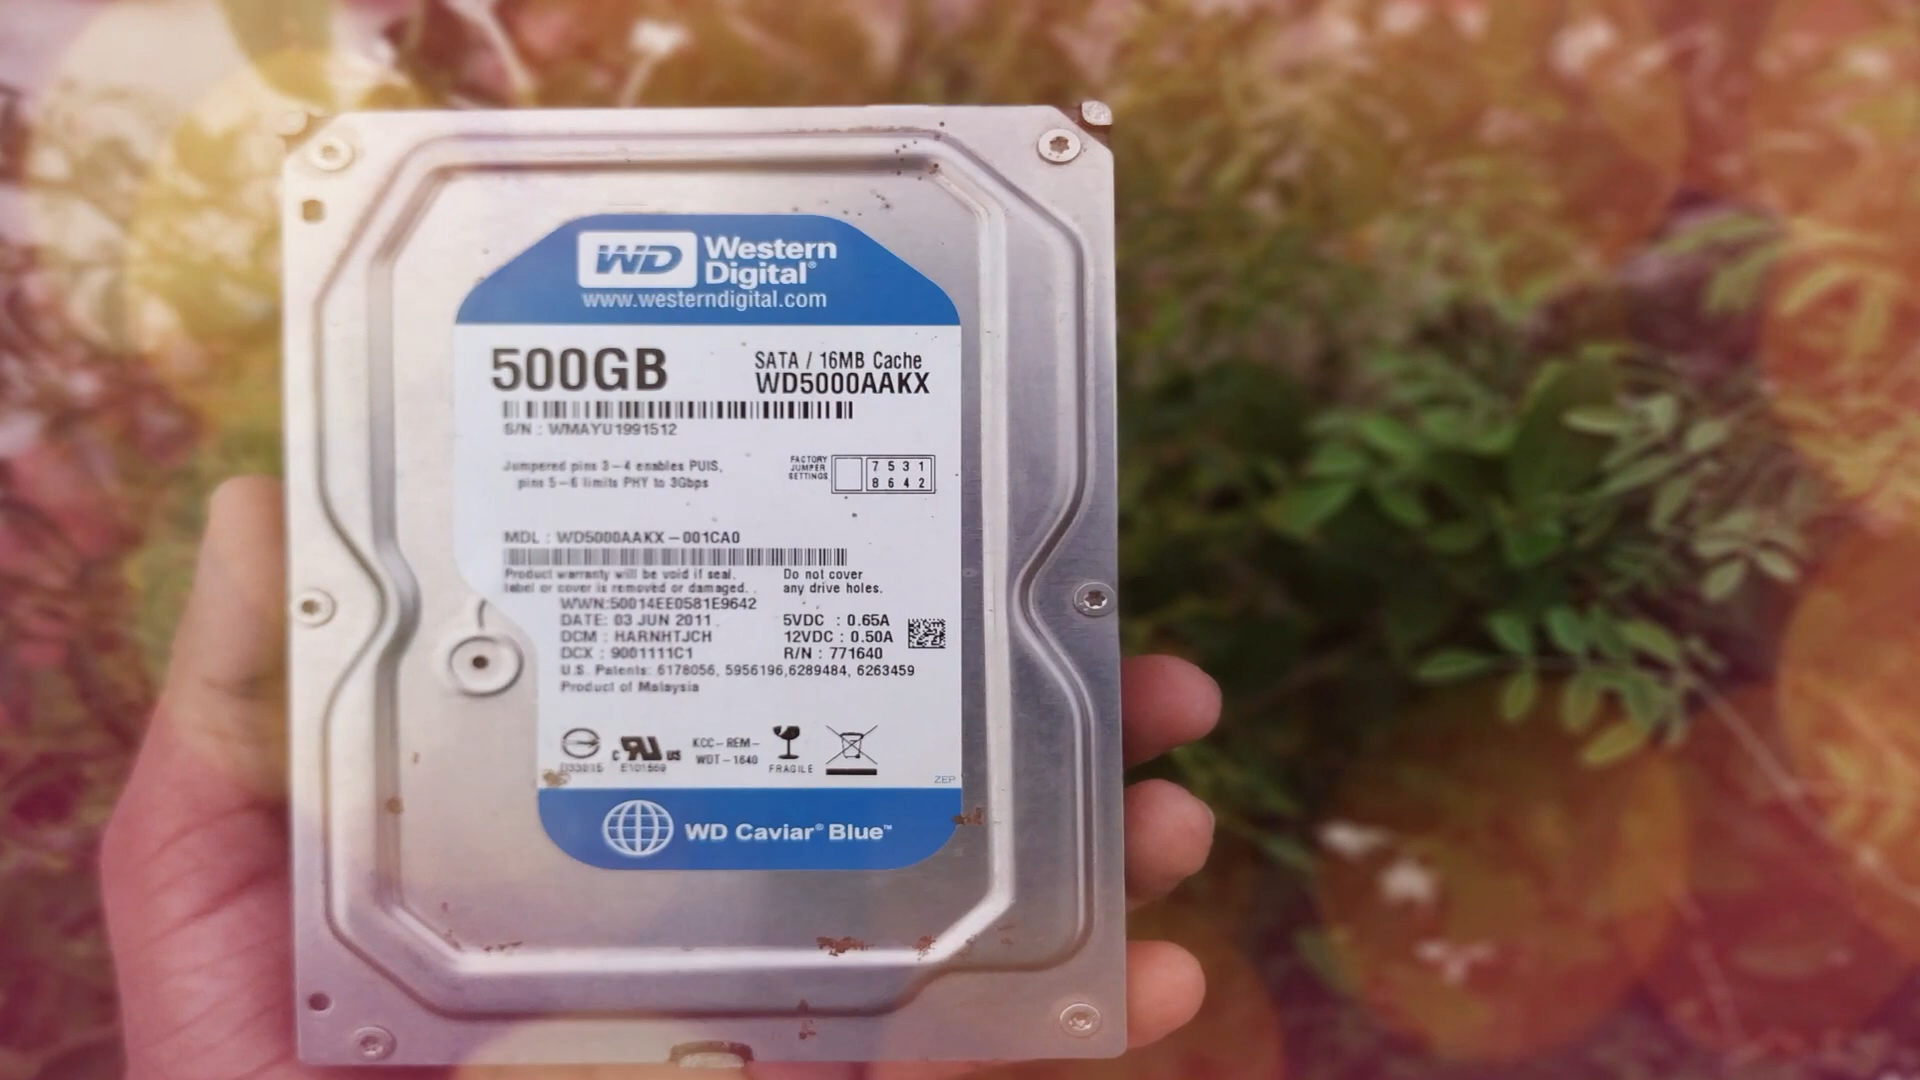 WD Western
Digital®
www.westerndigital.com
500GB
SATA / 16MB Cache
WD5000AAKX
S/N : WMAYU1991512
Jumpered pins 3-4 enables PUIS,
pins 5-6 limits PHY to 3Gbps
FACTORY
JUMPER
SETTINGS
7 5 3 1
8 6 4 2
MDL : WD5000AAKX-001CA0
Product warranty will be void if seal,
label or cover is removed or damaged.
Do not cover
any drive holes.
WWN:50014EE0581E9642
DATE: 03 JUN 2011
DCM : HARNHTJCH
DCX : 9001111C1
5VDC : 0.65A
12VDC : 0.50A
R/N : 771640
U.S. Patents: 6178056, 5956196,6289484, 6263459
Product of Malaysia
D33015
c RU us
E101559
KCC-REM-
WDT-1640
FRAGILE
ZEP
WD Caviar® Blue™